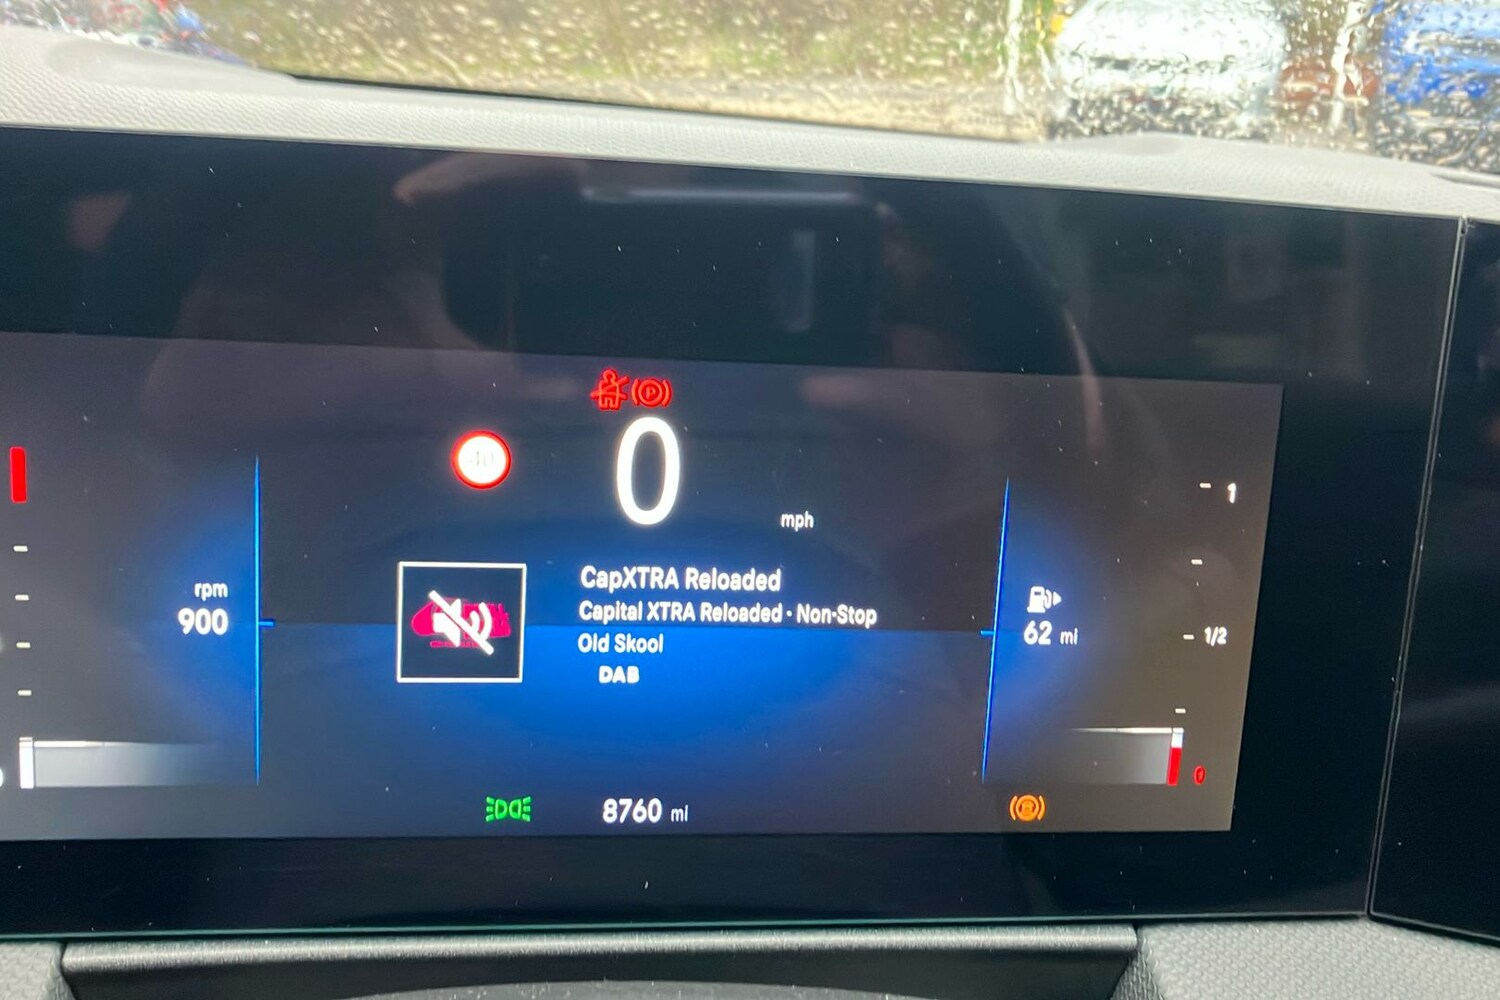 P
40
0
mph
CapXTRA Reloaded
Capital XTRA Reloaded · Non-Stop
Old Skool
DAB
rpm
900
62 mi
1
1/2
0
8760 mi